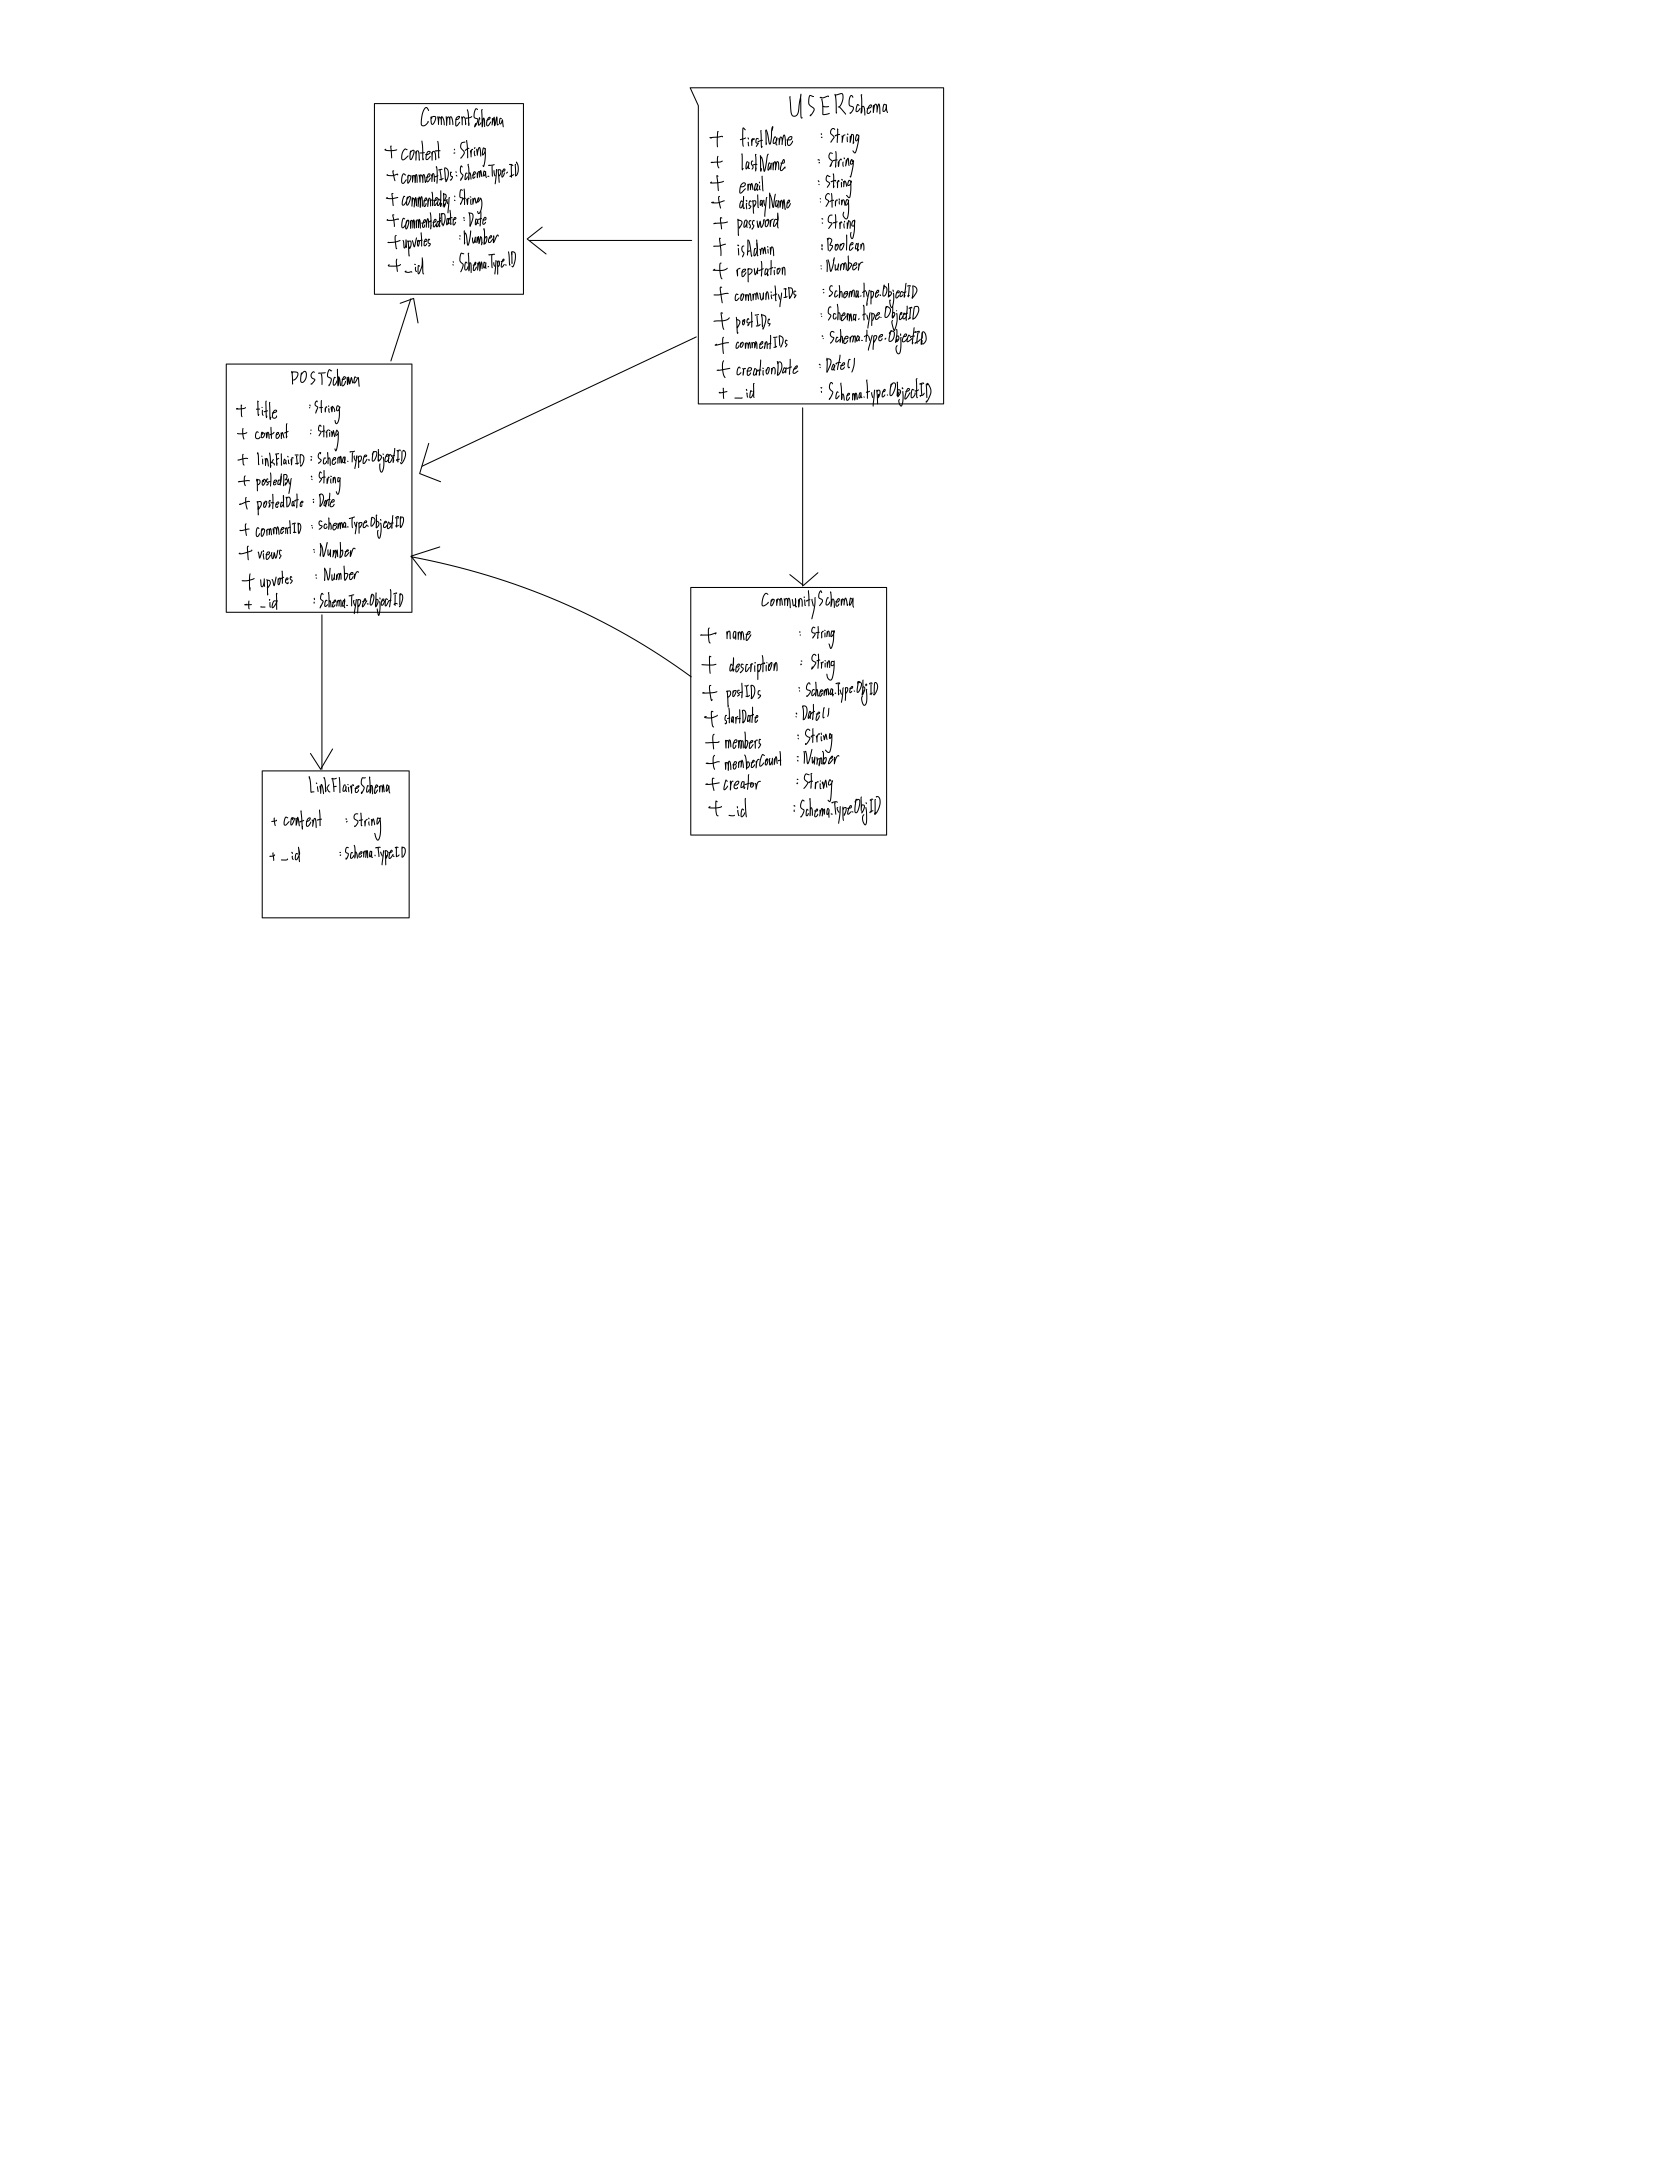 CommentSchema
+ content : String
+ commentIDs : Schema.Type.ID
+ commentedBy : String
+ commentedDate : Date
+ upvotes : Number
+ _id : Schema.Type.ID
USERSchema
+ firstName : String
+ lastName : String
+ email : String
+ displayName : String
+ password : String
+ isAdmin : Boolean
+ reputation : Number
+ communityIDs : Schema.type.ObjectID
+ postIDs : Schema.type.ObjectID
+ commentIDs : Schema.type.ObjectID
+ creationDate : Date()
+ _id : Schema.type.ObjectID
POSTSchema
+ title : String
+ content : String
+ linkFlairID : Schema.Type.ObjectID
+ postedBy : String
+ postedDate : Date
+ commentID : Schema.Type.ObjectID
+ views : Number
+ upvotes : Number
+ _id : Schema.Type.ObjectID
CommunitySchema
+ name : String
+ description : String
+ postIDs : Schema.Type.ObjID
+ startDate : Date()
+ members : String
+ memberCount : Number
+ creator : String
+ _id : Schema.Type.ObjID
LinkFlaireSchema
+ content : String
+ _id : Schema.Type.ID